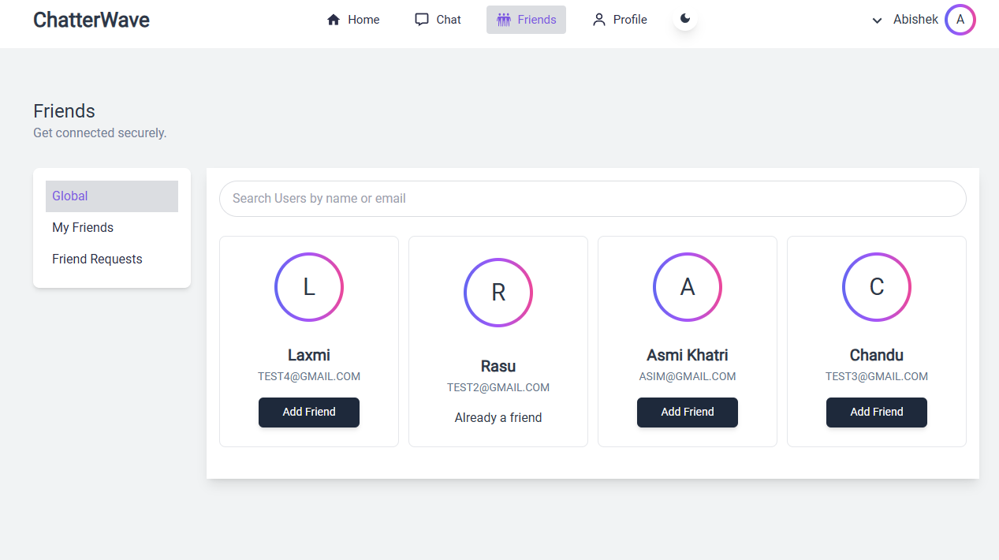 ChatterWave
Home
Chat
Friends
Profile
Abishek
A
Friends
Get connected securely.
Global
My Friends
Friend Requests
Search Users by name or email
L
Laxmi
TEST4@GMAIL.COM
Add Friend
R
Rasu
TEST2@GMAIL.COM
Already a friend
A
Asmi Khatri
ASIM@GMAIL.COM
Add Friend
C
Chandu
TEST3@GMAIL.COM
Add Friend